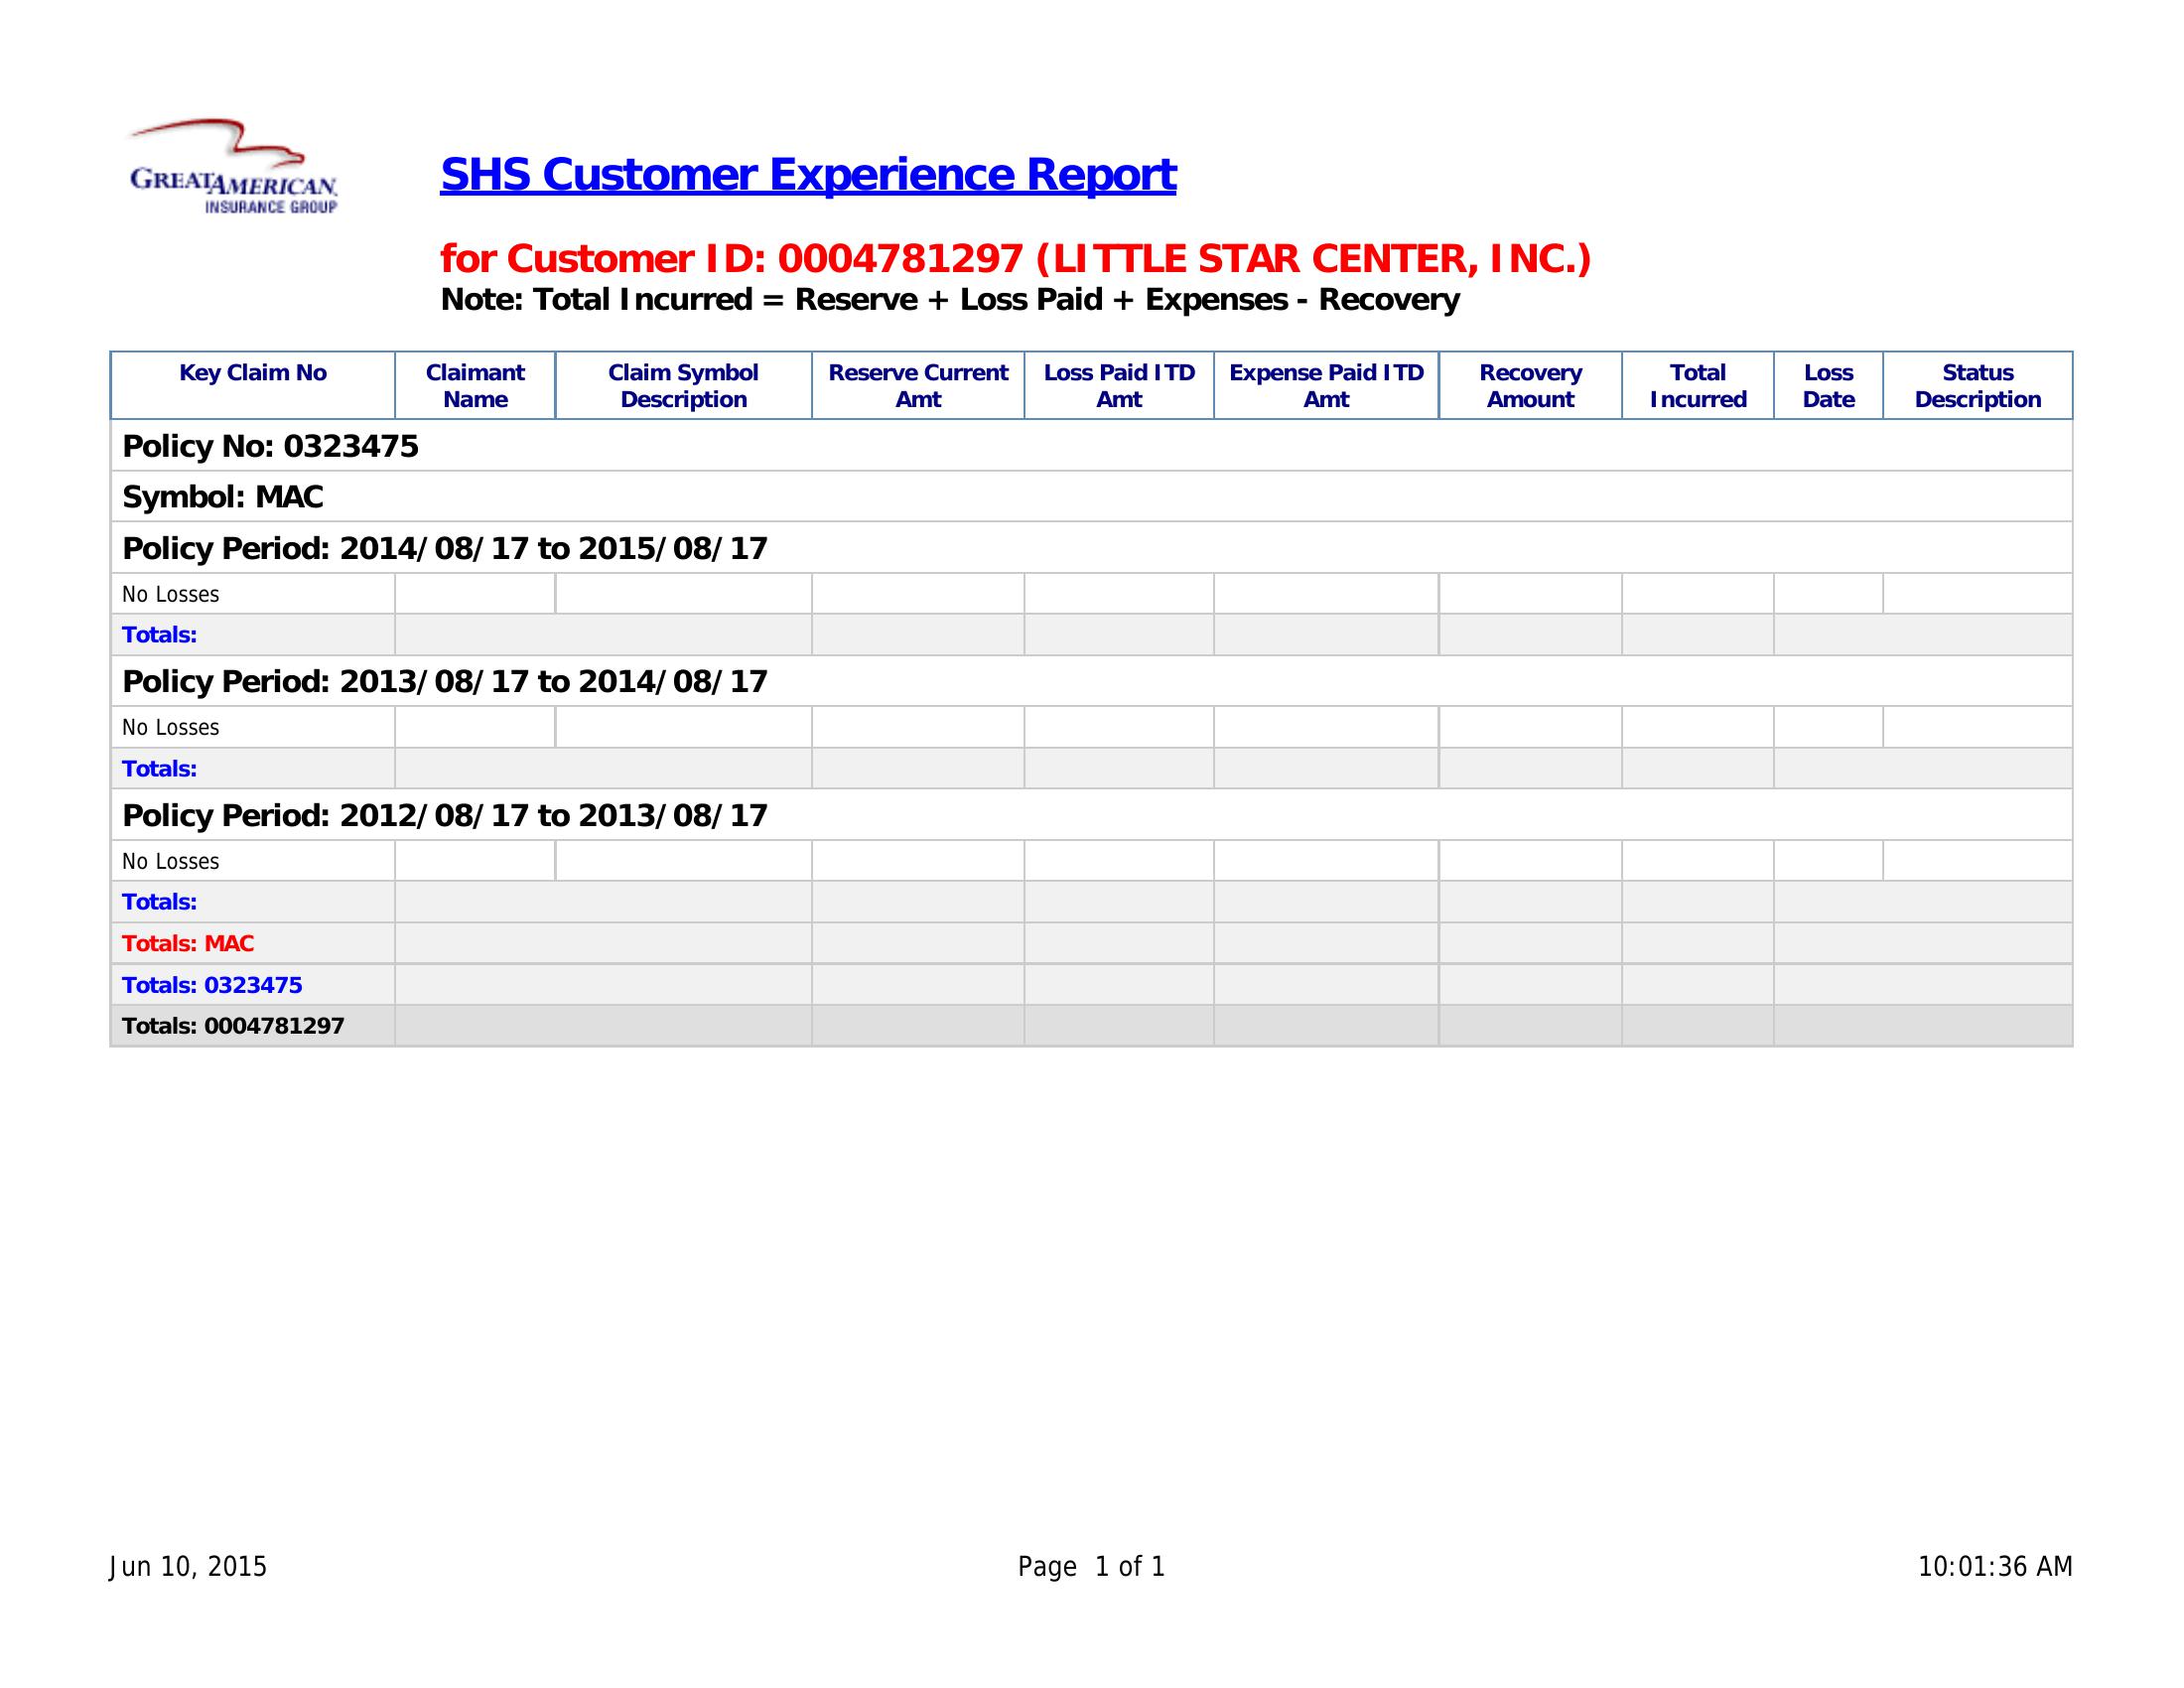 GREATAMERICAN
INSURANCE GROUP
SHS Customer Experience Report
for Customer ID: 0004781297 (LITTLE STAR CENTER, INC.)
Note: Total Incurred = Reserve + Loss Paid + Expenses - Recovery
Key Claim No Claimant Name Claim Symbol Description Reserve Current Amt Loss Paid ITD Amt Expense Paid ITD Amt Recovery Amount Total Incurred Loss Date Status Description
Policy No: 0323475
Symbol: MAC
Policy Period: 2014/08/17 to 2015/08/17
No Losses
Totals:
Policy Period: 2013/08/17 to 2014/08/17
No Losses
Totals:
Policy Period: 2012/08/17 to 2013/08/17
No Losses
Totals:
Totals: MAC
Totals: 0323475
Totals: 0004781297
Jun 10, 2015 Page 1 of 1 10:01:36 AM